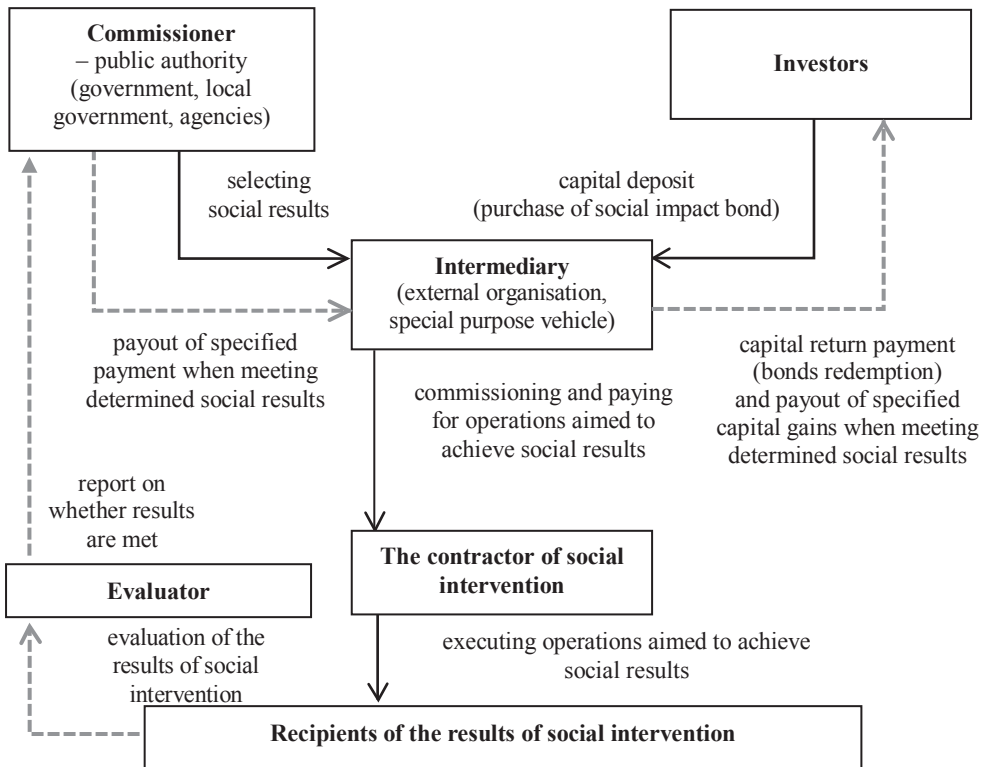 Commissioner
– public authority
(government, local
government, agencies)
Investors
selecting
social results
capital deposit
(purchase of social impact bond)
Intermediary
(external organisation,
special purpose vehicle)
payout of specified
payment when meeting
determined social results
capital return payment
(bonds redemption)
and payout of specified
capital gains when meeting
determined social results
commissioning and paying
for operations aimed to
achieve social results
report on
whether results
are met
The contractor of social
intervention
Evaluator
evaluation of the
results of social
intervention
executing operations aimed to achieve
social results
Recipients of the results of social intervention